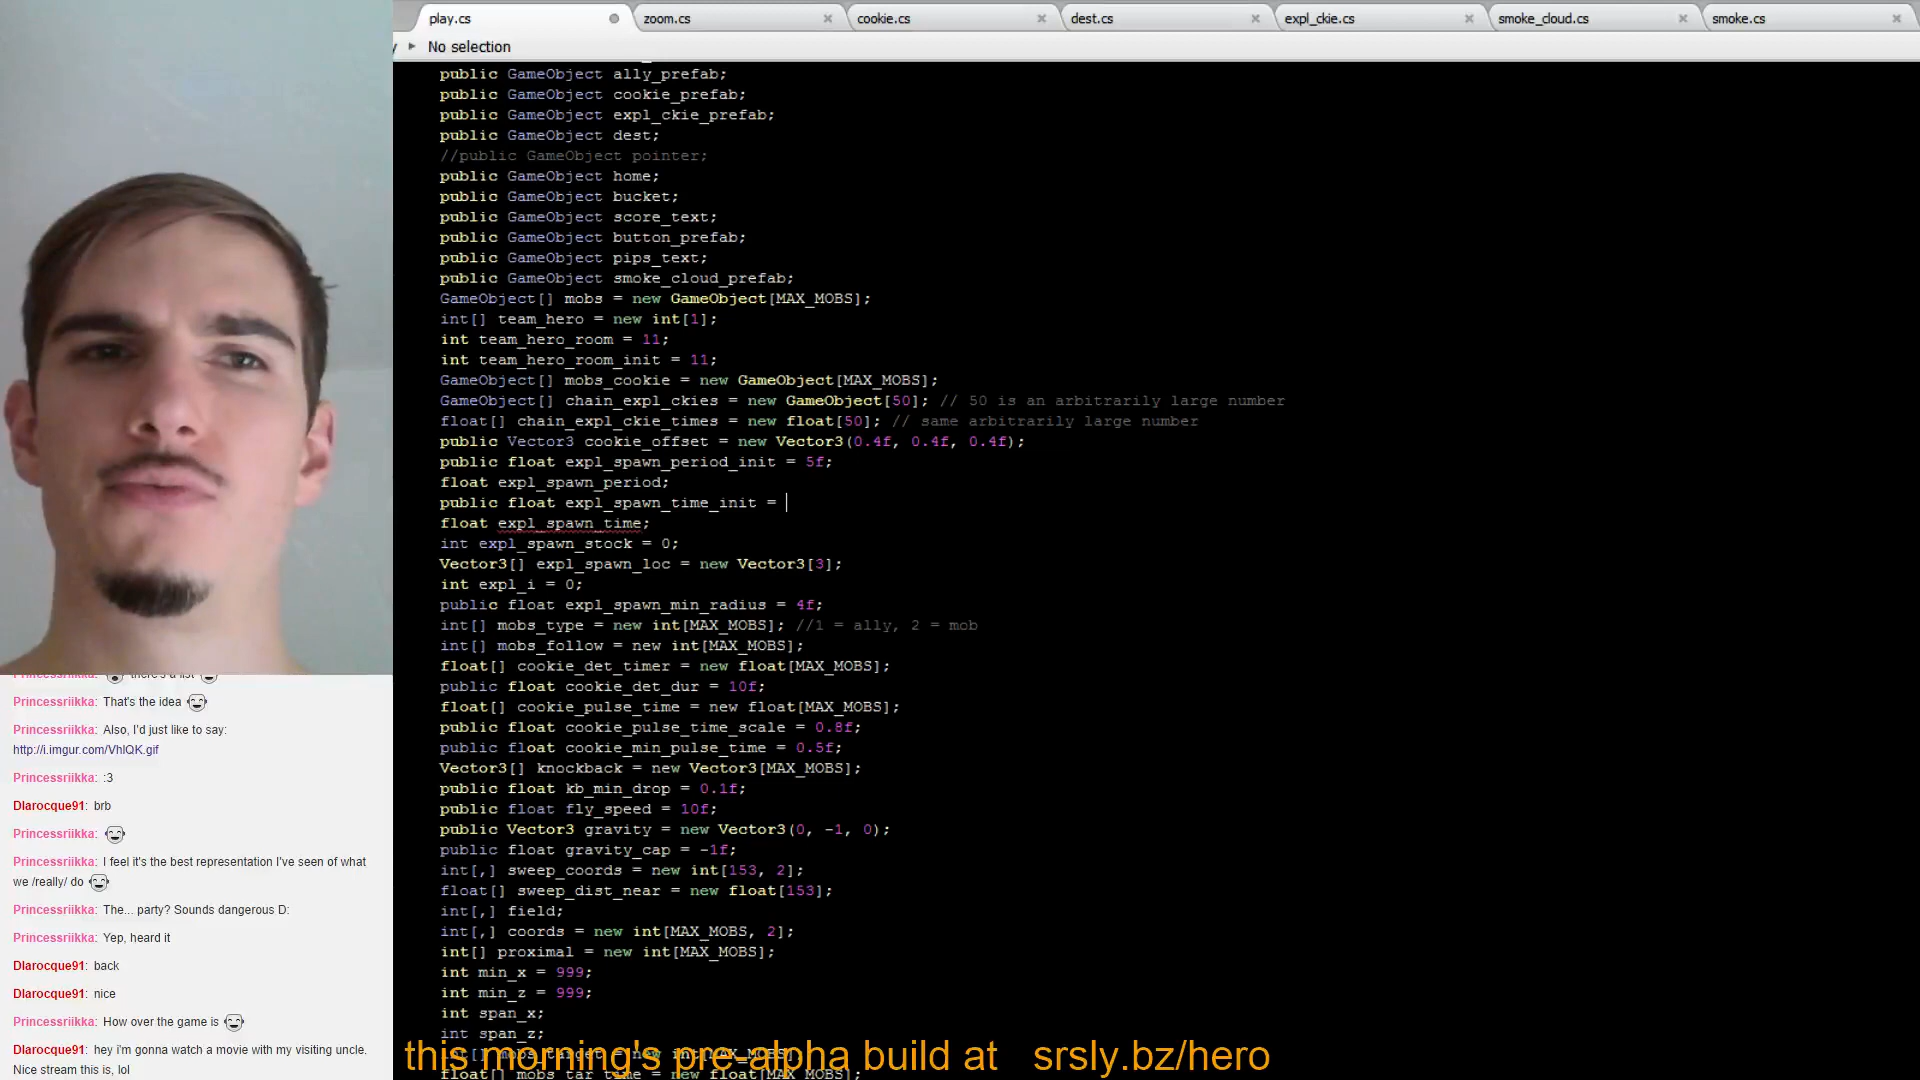 play.cs
zoom.cs
cookie.cs
dest.cs
expl_ckie.cs
smoke_cloud.cs
smoke.cs
No selection
public GameObject ally_prefab;
public GameObject cookie_prefab;
public GameObject expl_ckie_prefab;
public GameObject dest;
//public GameObject pointer;
public GameObject home;
public GameObject bucket;
public GameObject score_text;
public GameObject button_prefab;
public GameObject pips_text;
public GameObject smoke_cloud_prefab;
GameObject[] mobs = new GameObject[MAX_MOBS];
int[] team_hero = new int[1];
int team_hero_room = 11;
int team_hero_room_init = 11;
GameObject[] mobs_cookie = new GameObject[MAX_MOBS];
GameObject[] chain_expl_ckies = new GameObject[50]; // 50 is an arbitrarily large number
float[] chain_expl_ckie_times = new float[50]; // same arbitrarily large number
public Vector3 cookie_offset = new Vector3(0.4f, 0.4f, 0.4f);
public float expl_spawn_period_init = 5f;
float expl_spawn_period;
public float expl_spawn_time_init =
float expl_spawn_time;
int expl_spawn_stock = 0;
Vector3[] expl_spawn_loc = new Vector3[3];
int expl_i = 0;
public float expl_spawn_min_radius = 4f;
int[] mobs_type = new int[MAX_MOBS]; //1 = ally, 2 = mob
int[] mobs_follow = new int[MAX_MOBS];
float[] cookie_det_timer = new float[MAX_MOBS];
public float cookie_det_dur = 10f;
float[] cookie_pulse_time = new float[MAX_MOBS];
public float cookie_pulse_time_scale = 0.8f;
public float cookie_min_pulse_time = 0.5f;
Vector3[] knockback = new Vector3[MAX_MOBS];
public float kb_min_drop = 0.1f;
public float fly_speed = 10f;
public Vector3 gravity = new Vector3(0, -1, 0);
public float gravity_cap = -1f;
int[,] sweep_coords = new int[153, 2];
float[] sweep_dist_near = new float[153];
int[,] field;
int[,] coords = new int[MAX_MOBS, 2];
int[] proximal = new int[MAX_MOBS];
int min_x = 999;
int min_z = 999;
int span_x;
int span_z;
int[] mobs_target = new int[MAX_MOBS];
float[] mobs_tar_time = new float[MAX_MOBS];
this morning's pre-alpha build at srsly.bz/hero
Princessriikka: there's a list
Princessriikka: That's the idea
Princessriikka: Also, I'd just like to say:
http://i.imgur.com/VhlQK.gif
Princessriikka: :3
Dlarocque91: brb
Princessriikka:
Princessriikka: I feel it's the best representation I've seen of what
we /really/ do
Princessriikka: The... party? Sounds dangerous D:
Princessriikka: Yep, heard it
Dlarocque91: back
Dlarocque91: nice
Princessriikka: How over the game is
Dlarocque91: hey i'm gonna watch a movie with my visiting uncle.
Nice stream this is, lol